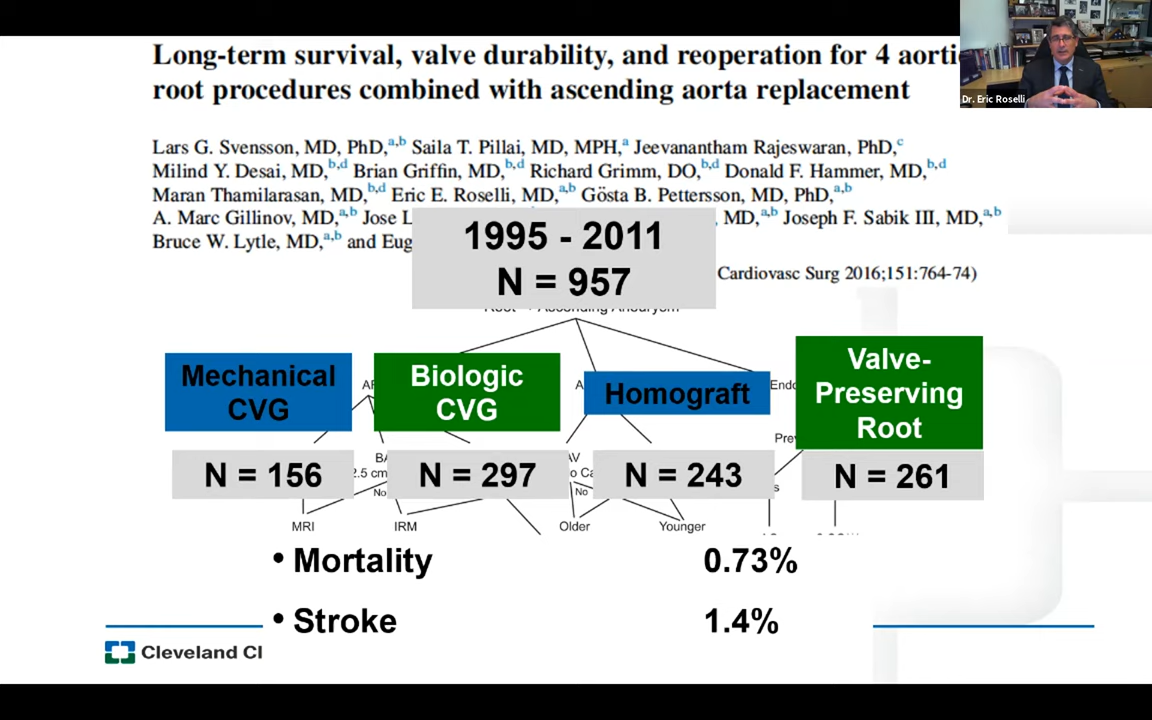 Long-term survival, valve durability, and reoperation for 4 aorti
root procedures combined with ascending aorta replacement
Dr. Eric Roselli
Lars G. Svensson, MD, PhD,a,b Saila T. Pillai, MD, MPH,a Jeevanantham Rajeswaran, PhD,c
Milind Y. Desai, MD,b,d Brian Griffin, MD,b,d Richard Grimm, DO,b,d Donald F. Hammer, MD,b,d
Maran Thamilarasan, MD,b,d Eric E. Roselli, MD,a,b Gösta B. Pettersson, MD, PhD,a,b
A. Marc Gillinov, MD,a,b Jose L MD,a,b Joseph F. Sabik III, MD,a,b
Bruce W. Lytle, MD,a,b and Eug
1995 - 2011
N = 957
Cardiovasc Surg 2016;151:764-74)
Mechanical
CVG
Biologic
CVG
Homograft
Valve-
Preserving
Root
N = 156
N = 297
N = 243
N = 261
2.5 cm
No
No
MRI
IRM
Older
Younger
• Mortality 0.73%
• Stroke 1.4%
Cleveland Cl